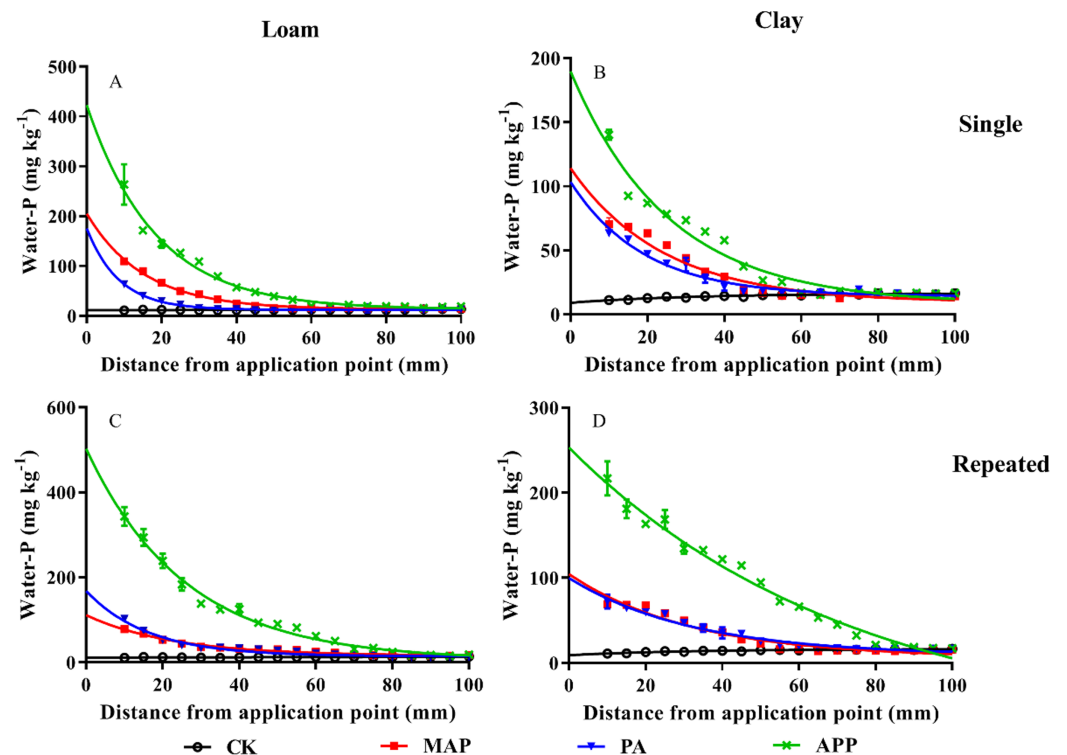 Loam
Clay
A
500
400
300
200
100
0
Water-P (mg kg-1)
0 20 40 60 80 100
Distance from application point (mm)
B
200
150
100
50
0
Water-P (mg kg-1)
0 20 40 60 80 100
Distance from application point (mm)
Single
C
600
400
200
0
Water-P (mg kg-1)
0 20 40 60 80 100
Distance from application point (mm)
D
300
200
100
0
Water-P (mg kg-1)
0 20 40 60 80 100
Distance from application point (mm)
Repeated
CK MAP PA APP